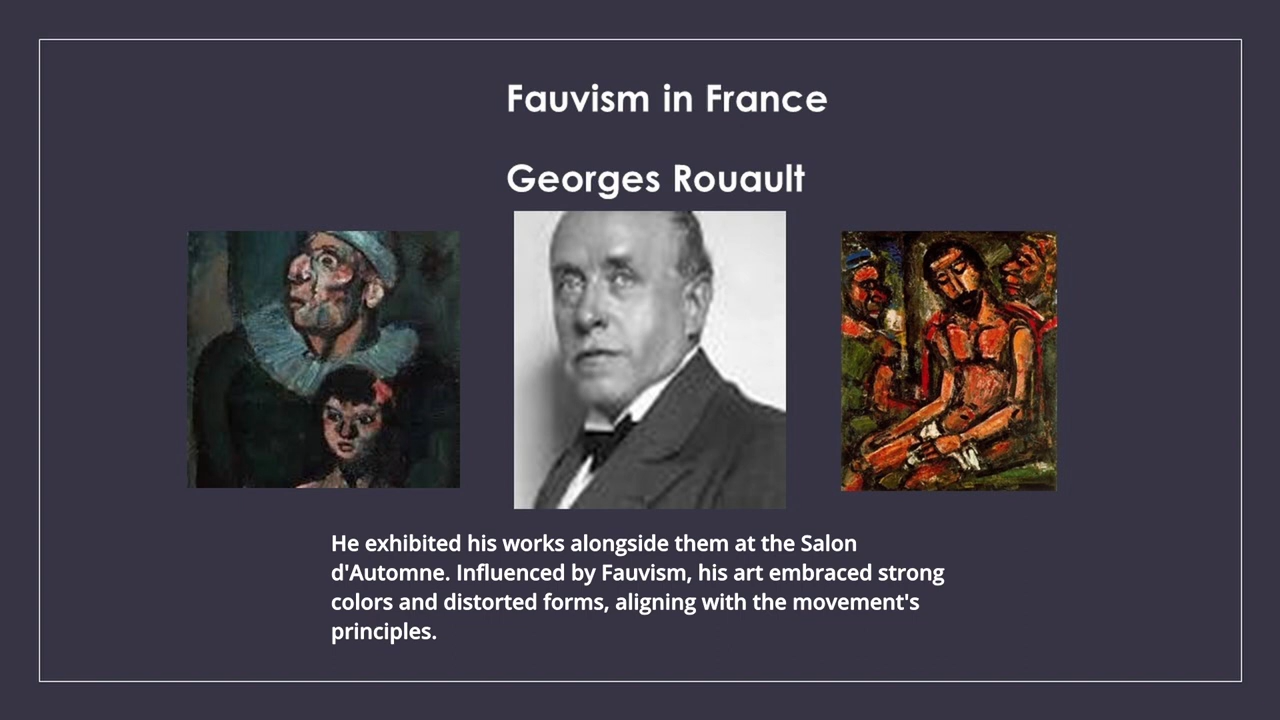 Fauvism in France
Georges Rouault
He exhibited his works alongside them at the Salon
d'Automne. Influenced by Fauvism, his art embraced strong
colors and distorted forms, aligning with the movement's
principles.